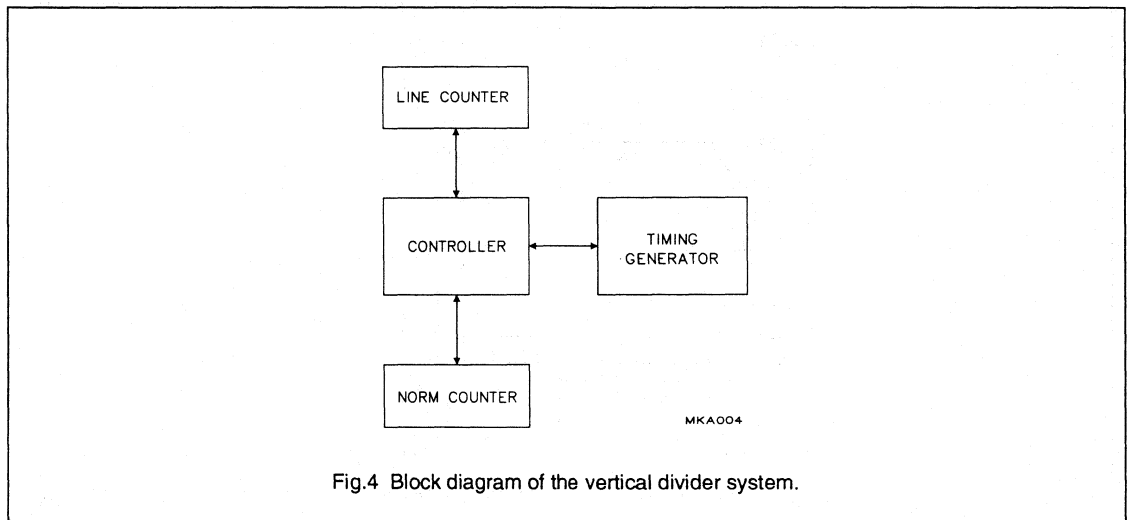 LINE COUNTER
CONTROLLER
TIMING
GENERATOR
NORM COUNTER
MKA004
Fig.4 Block diagram of the vertical divider system.